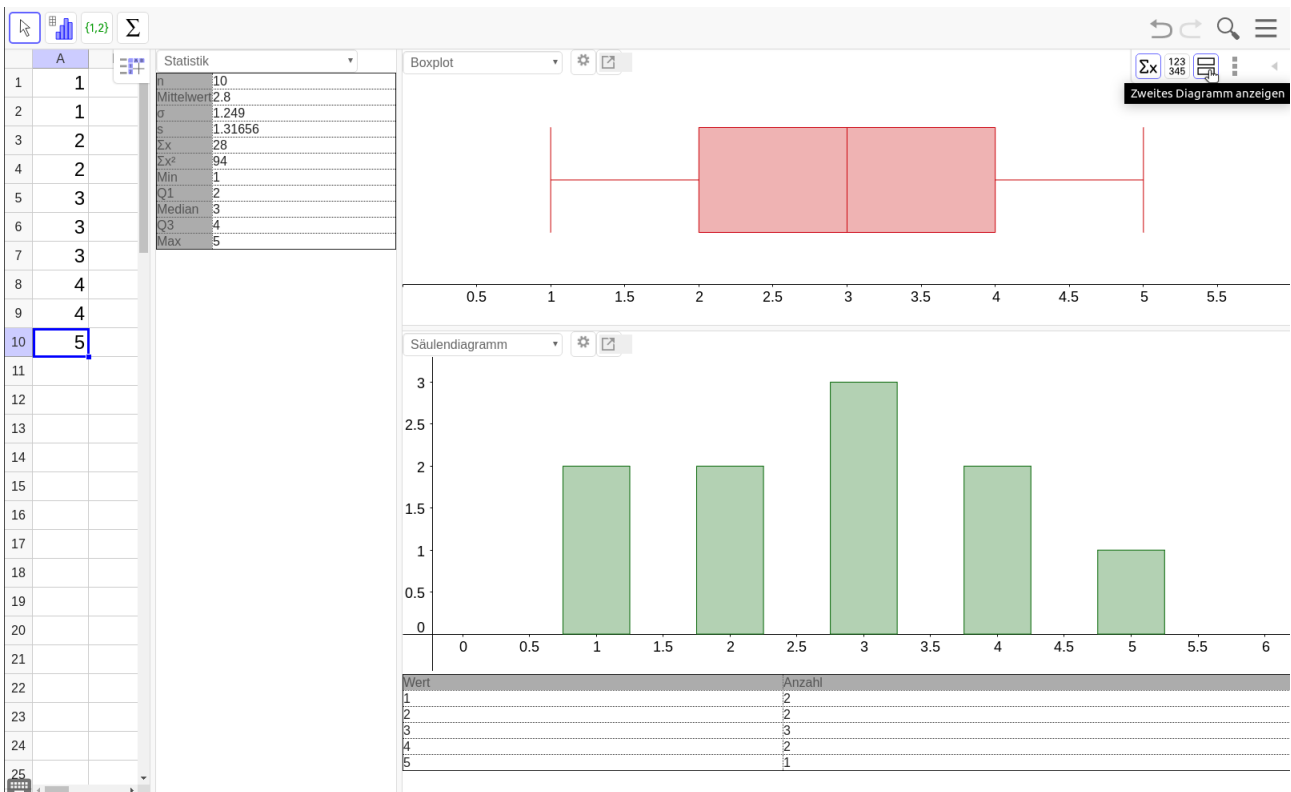 {1,2} Σ
A
1 1
2 1
3 2
4 2
5 3
6 3
7 3
8 4
9 4
10 5
11
12
13
14
15
16
17
18
19
20
21
22
23
24
25
Statistik
n 10
Mittelwert 2.8
σ 1.249
s 1.31656
Σx 28
Σx² 94
Min 1
Q1 2
Median 3
Q3 4
Max 5
Boxplot
Σx 123 345
Zweites Diagramm anzeigen
0.5 1 1.5 2 2.5 3 3.5 4 4.5 5 5.5
Säulendiagramm
3
2.5
2
1.5
1
0.5
0
0 0.5 1 1.5 2 2.5 3 3.5 4 4.5 5 5.5 6
Wert Anzahl
1 2
2 2
3 3
4 2
5 1